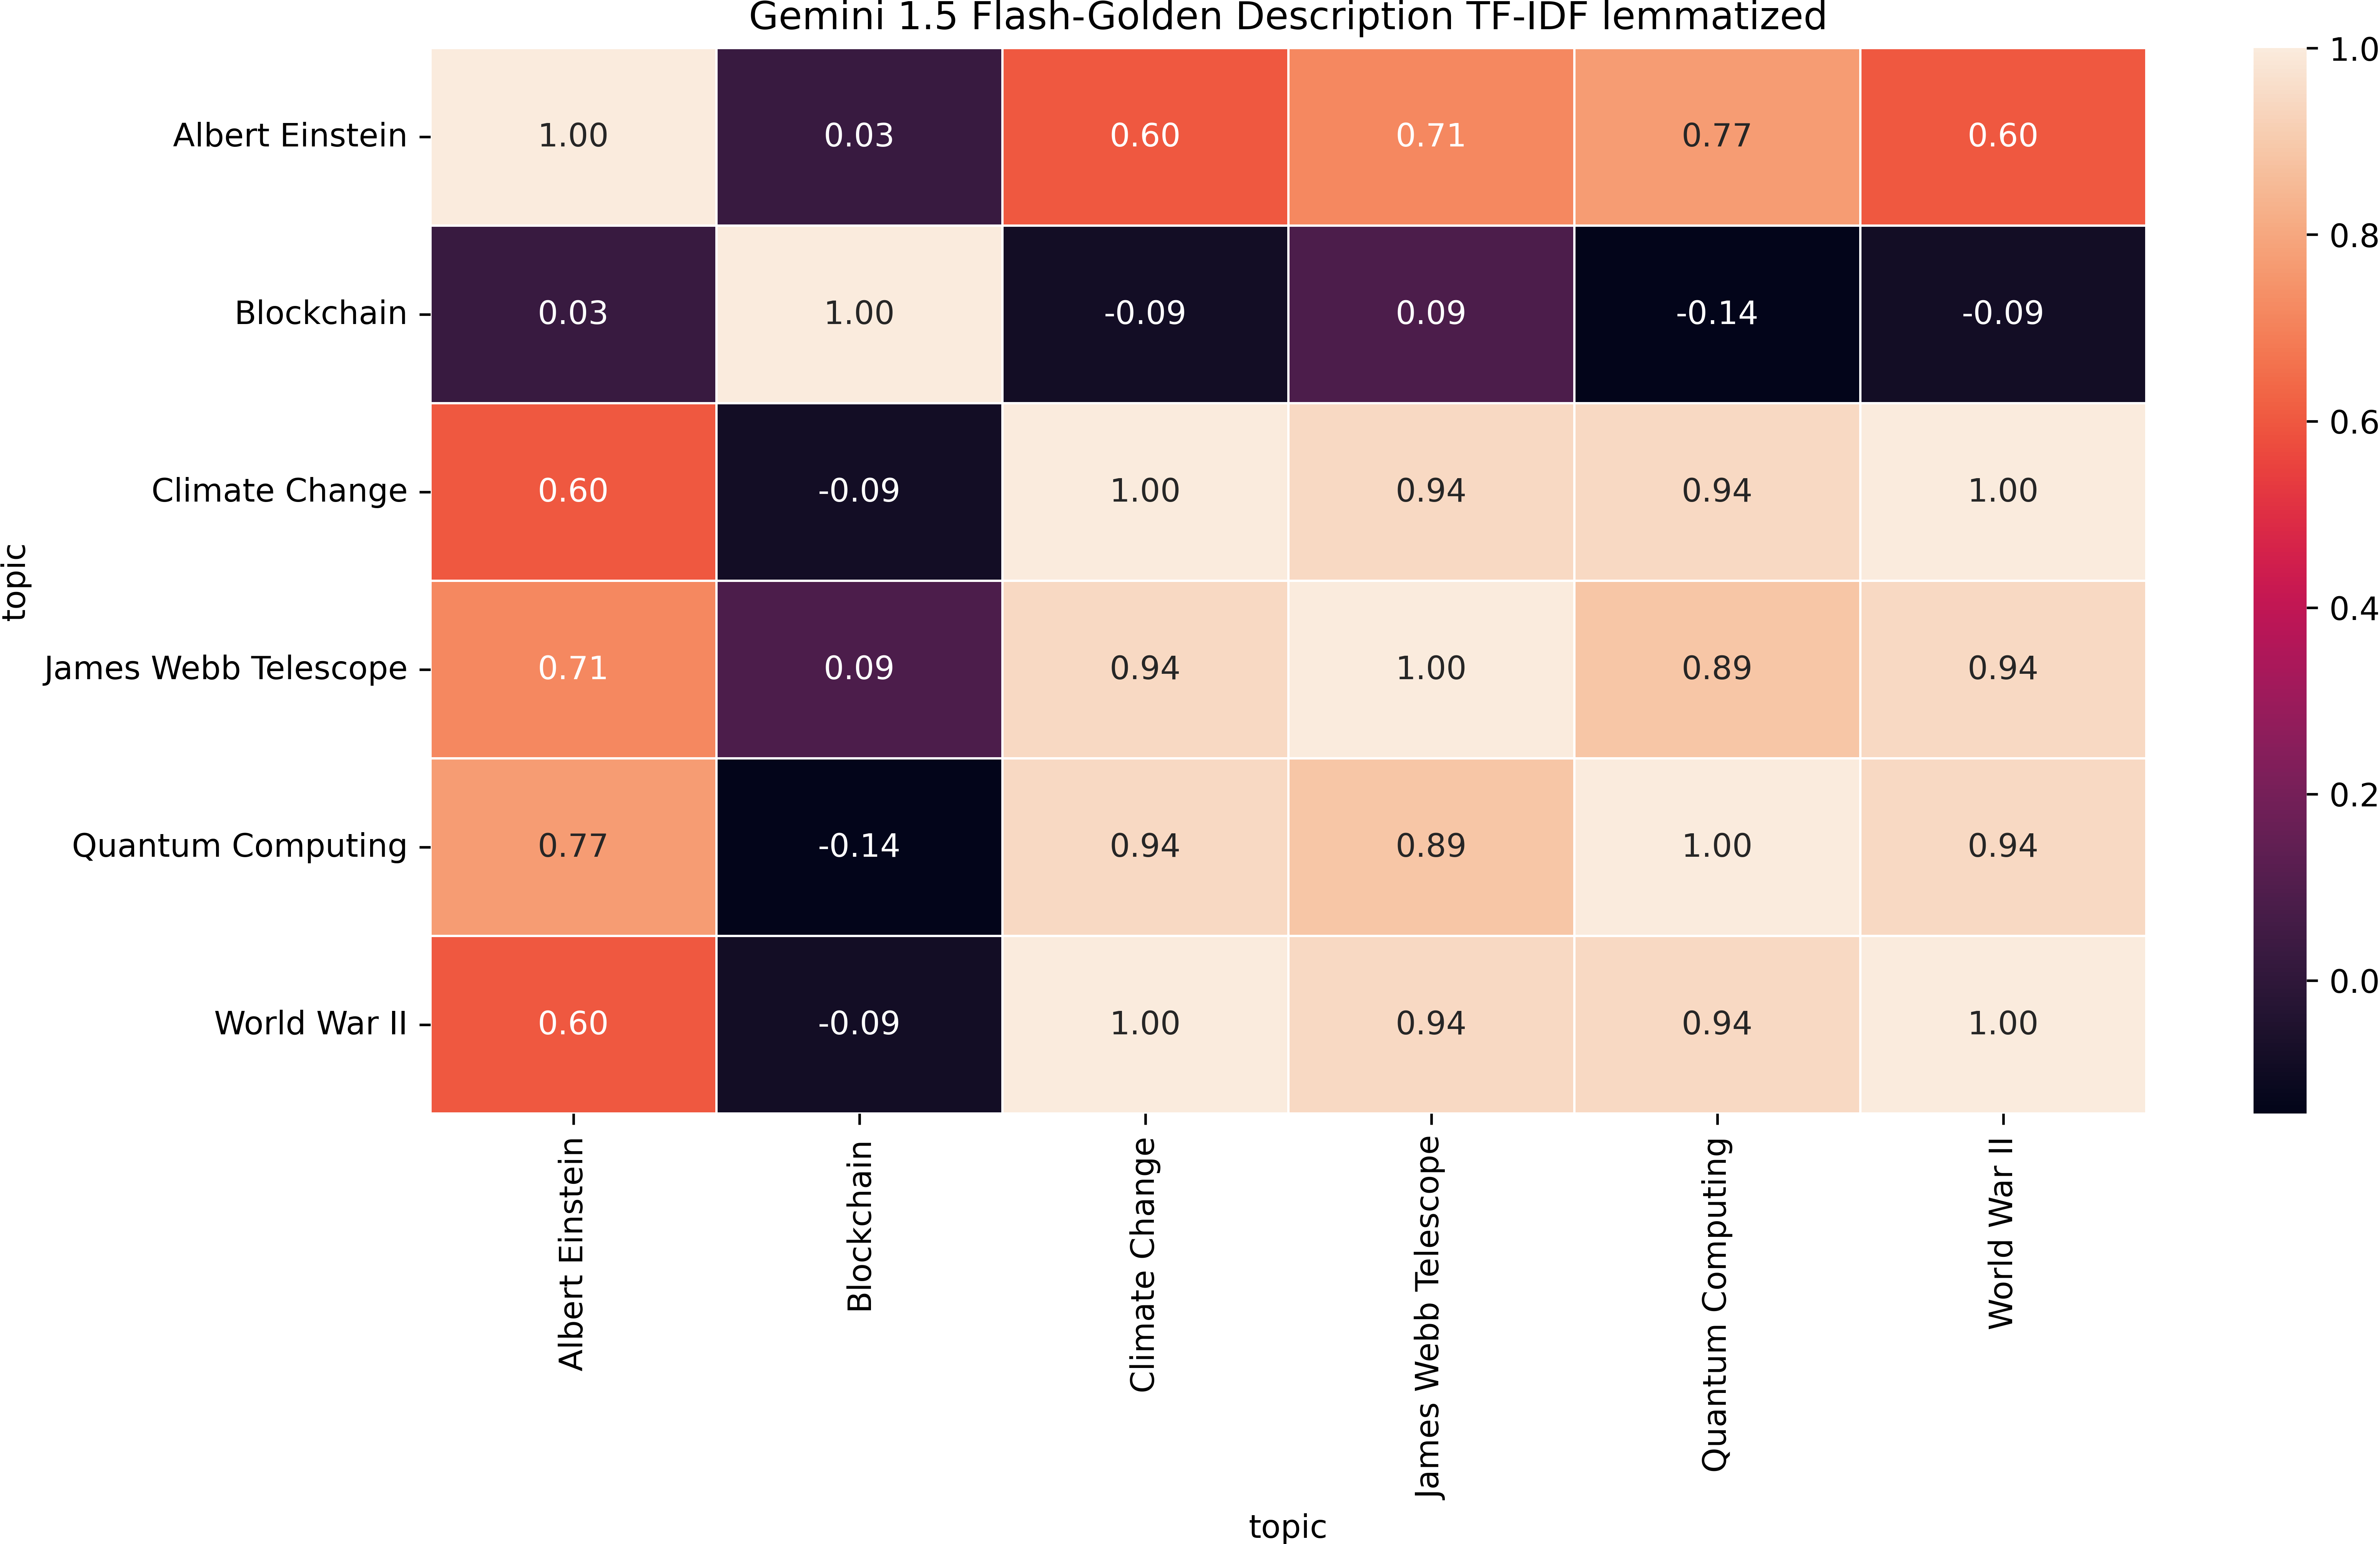 Gemini 1.5 Flash-Golden Description TF-IDF lemmatized
Albert Einstein 1.00 0.03 0.60 0.71 0.77 0.60
Blockchain 0.03 1.00 -0.09 0.09 -0.14 -0.09
Climate Change 0.60 -0.09 1.00 0.94 0.94 1.00
James Webb Telescope 0.71 0.09 0.94 1.00 0.89 0.94
Quantum Computing 0.77 -0.14 0.94 0.89 1.00 0.94
World War II 0.60 -0.09 1.00 0.94 0.94 1.00
topic
Albert Einstein
Blockchain
Climate Change
James Webb Telescope
Quantum Computing
World War II
topic
1.0
0.8
0.6
0.4
0.2
0.0